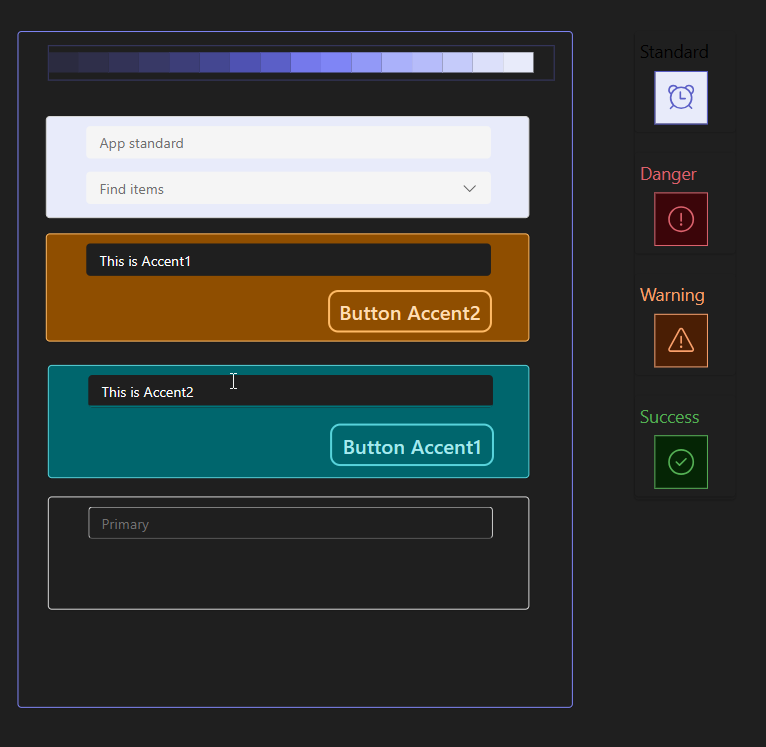 App standard
Find items
This is Accent1
Button Accent2
This is Accent2
Button Accent1
Primary
Standard
Danger
Warning
Success